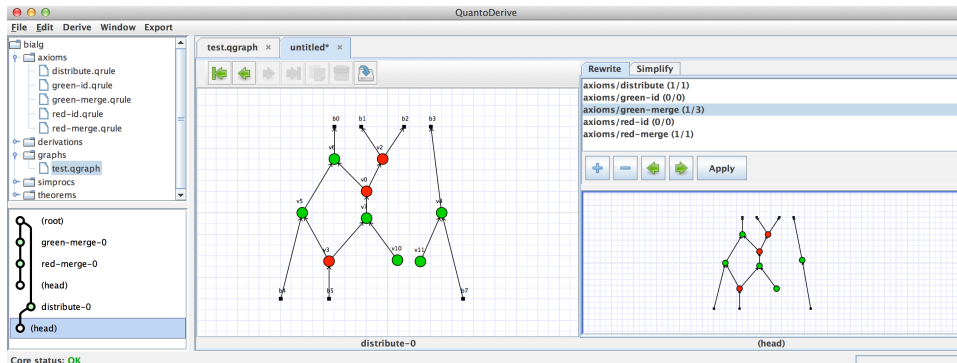 QuantoDerive
File Edit Derive Window Export
bialg
axioms
distribute.qrule
green-id.qrule
green-merge.qrule
red-id.qrule
red-merge.qrule
derivations
graphs
test.qgraph
simprocs
theorems
(root)
green-merge-0
red-merge-0
(head)
distribute-0
(head)
test.qgraph × untitled* ×
b0 b1 b2 b3
v6 v2
v0
v5 v7 v4
v3 v10 v11
b4 b5 b7
distribute-0
Rewrite Simplify
axioms/distribute (1/1)
axioms/green-id (0/0)
axioms/green-merge (1/3)
axioms/red-id (0/0)
axioms/red-merge (1/1)
Apply
(head)
Core status: OK